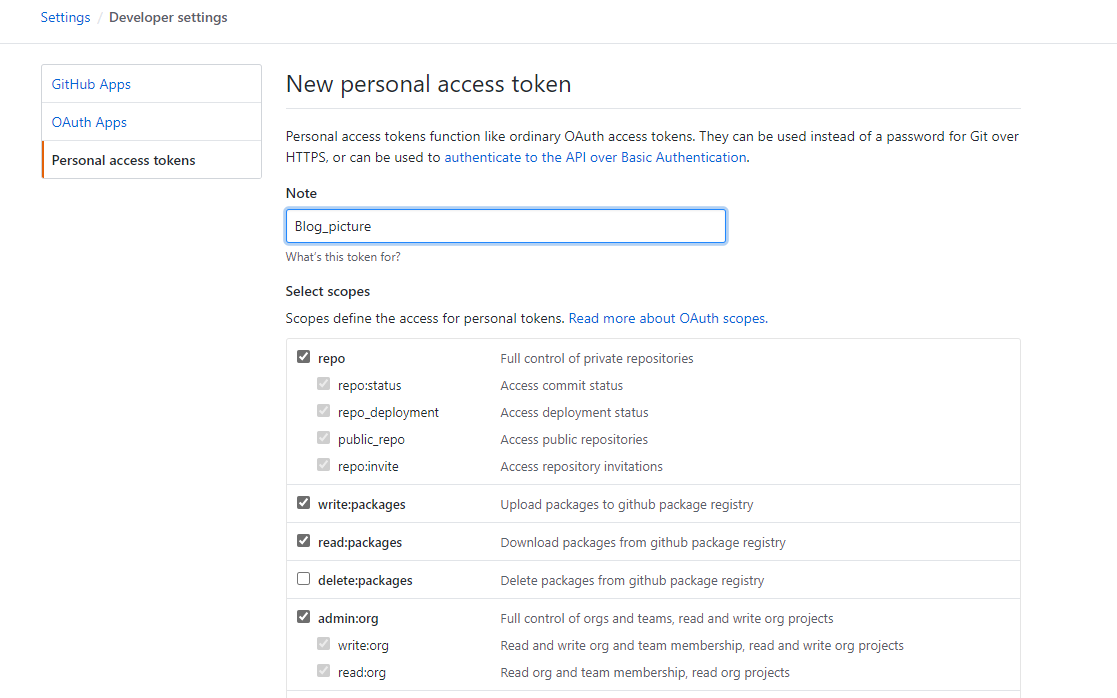 Settings / Developer settings
GitHub Apps
OAuth Apps
Personal access tokens
New personal access token
Personal access tokens function like ordinary OAuth access tokens. They can be used instead of a password for Git over
HTTPS, or can be used to authenticate to the API over Basic Authentication.
Note
Blog_picture
What's this token for?
Select scopes
Scopes define the access for personal tokens. Read more about OAuth scopes.
repo Full control of private repositories
repo:status Access commit status
repo_deployment Access deployment status
public_repo Access public repositories
repo:invite Access repository invitations
write:packages Upload packages to github package registry
read:packages Download packages from github package registry
delete:packages Delete packages from github package registry
admin:org Full control of orgs and teams, read and write org projects
write:org Read and write org and team membership, read and write org projects
read:org Read org and team membership, read org projects